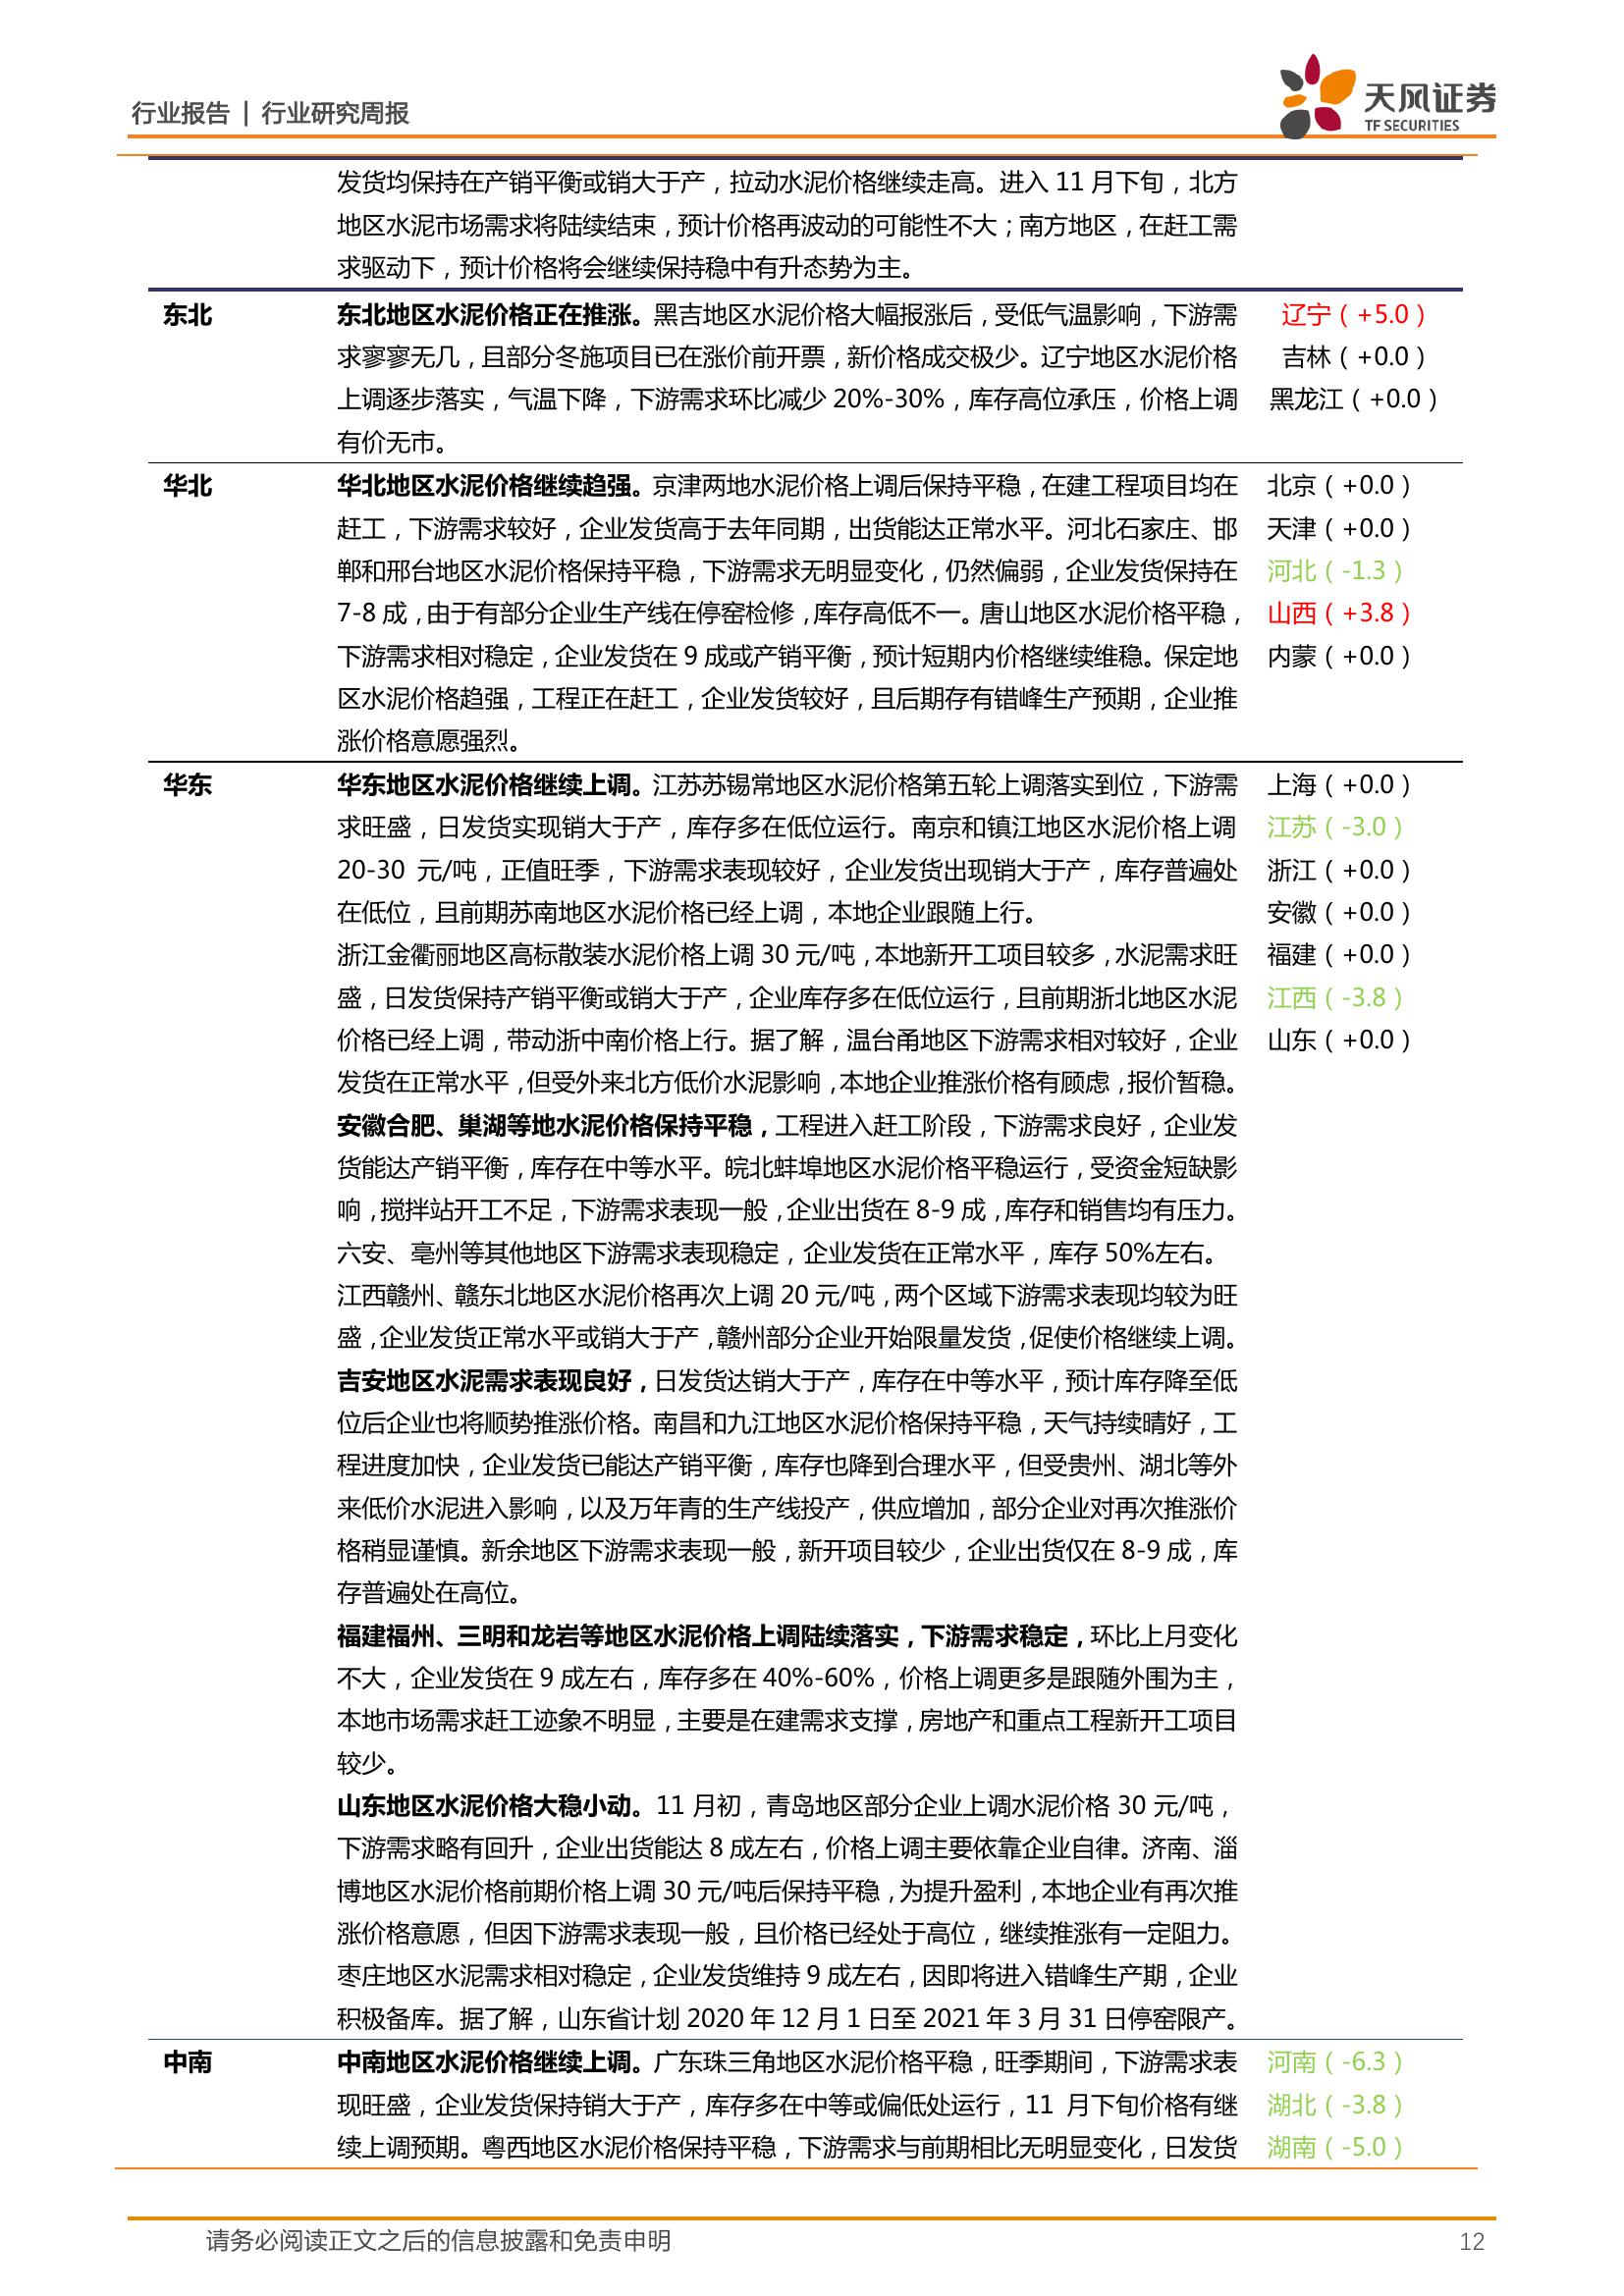 行业报告 | 行业研究周报
天风证券
TF SECURITIES
发货均保持在产销平衡或销大于产，拉动水泥价格继续走高。进入 11 月下旬，北方
地区水泥市场需求将陆续结束，预计价格再波动的可能性不大；南方地区，在赶工需
求驱动下，预计价格将会继续保持稳中有升态势为主。
东北
东北地区水泥价格正在推涨。黑吉地区水泥价格大幅报涨后，受低气温影响，下游需
求寥寥无几，且部分冬施项目已在涨价前开票，新价格成交极少。辽宁地区水泥价格
上调逐步落实，气温下降，下游需求环比减少 20%-30%，库存高位承压，价格上调
有价无市。
辽宁（+5.0）
吉林（+0.0）
黑龙江（+0.0）
华北
华北地区水泥价格继续趋强。京津两地水泥价格上调后保持平稳，在建工程项目均在
赶工，下游需求较好，企业发货高于去年同期，出货能达正常水平。河北石家庄、邯
郸和邢台地区水泥价格保持平稳，下游需求无明显变化，仍然偏弱，企业发货保持在
7-8 成，由于有部分企业生产线在停窑检修，库存高低不一。唐山地区水泥价格平稳，
下游需求相对稳定，企业发货在 9 成或产销平衡，预计短期内价格继续维稳。保定地
区水泥价格趋强，工程正在赶工，企业发货较好，且后期存有错峰生产预期，企业推
涨价格意愿强烈。
北京（+0.0）
天津（+0.0）
河北（-1.3）
山西（+3.8）
内蒙（+0.0）
华东
华东地区水泥价格继续上调。江苏苏锡常地区水泥价格第五轮上调落实到位，下游需
求旺盛，日发货实现销大于产，库存多在低位运行。南京和镇江地区水泥价格上调
20-30 元/吨，正值旺季，下游需求表现较好，企业发货出现销大于产，库存普遍处
在低位，且前期苏南地区水泥价格已经上调，本地企业跟随上行。
浙江金衢丽地区高标散装水泥价格上调 30 元/吨，本地新开工项目较多，水泥需求旺
盛，日发货保持产销平衡或销大于产，企业库存多在低位运行，且前期浙北地区水泥
价格已经上调，带动浙中南价格上行。据了解，温台甬地区下游需求相对较好，企业
发货在正常水平，但受外来北方低价水泥影响，本地企业推涨价格有顾虑，报价暂稳。
安徽合肥、巢湖等地水泥价格保持平稳，工程进入赶工阶段，下游需求良好，企业发
货能达产销平衡，库存在中等水平。皖北蚌埠地区水泥价格平稳运行，受资金短缺影
响，搅拌站开工不足，下游需求表现一般，企业出货在 8-9 成，库存和销售均有压力。
六安、亳州等其他地区下游需求表现稳定，企业发货在正常水平，库存 50%左右。
江西赣州、赣东北地区水泥价格再次上调 20 元/吨，两个区域下游需求表现均较为旺
盛，企业发货正常水平或销大于产，赣州部分企业开始限量发货，促使价格继续上调。
吉安地区水泥需求表现良好，日发货达销大于产，库存在中等水平，预计库存降至低
位后企业也将顺势推涨价格。南昌和九江地区水泥价格保持平稳，天气持续晴好，工
程进度加快，企业发货已能达产销平衡，库存也降到合理水平，但受贵州、湖北等外
来低价水泥进入影响，以及万年青的生产线投产，供应增加，部分企业对再次推涨价
格稍显谨慎。新余地区下游需求表现一般，新开项目较少，企业出货仅在 8-9 成，库
存普遍处在高位。
福建福州、三明和龙岩等地区水泥价格上调陆续落实，下游需求稳定，环比上月变化
不大，企业发货在 9 成左右，库存多在 40%-60%，价格上调更多是跟随外围为主，
本地市场需求赶工迹象不明显，主要是在建需求支撑，房地产和重点工程新开工项目
较少。
山东地区水泥价格大稳小动。11 月初，青岛地区部分企业上调水泥价格 30 元/吨，
下游需求略有回升，企业出货能达 8 成左右，价格上调主要依靠企业自律。济南、淄
博地区水泥价格前期价格上调 30 元/吨后保持平稳，为提升盈利，本地企业有再次推
涨价格意愿，但因下游需求表现一般，且价格已经处于高位，继续推涨有一定阻力。
枣庄地区水泥需求相对稳定，企业发货维持 9 成左右，因即将进入错峰生产期，企业
积极备库。据了解，山东省计划 2020 年 12 月 1 日至 2021 年 3 月 31 日停窑限产。
上海（+0.0）
江苏（-3.0）
浙江（+0.0）
安徽（+0.0）
福建（+0.0）
江西（-3.8）
山东（+0.0）
中南
中南地区水泥价格继续上调。广东珠三角地区水泥价格平稳，旺季期间，下游需求表
现旺盛，企业发货保持销大于产，库存多在中等或偏低处运行，11 月下旬价格有继
续上调预期。粤西地区水泥价格保持平稳，下游需求与前期相比无明显变化，日发货
河南（-6.3）
湖北（-3.8）
湖南（-5.0）
请务必阅读正文之后的信息披露和免责申明
12